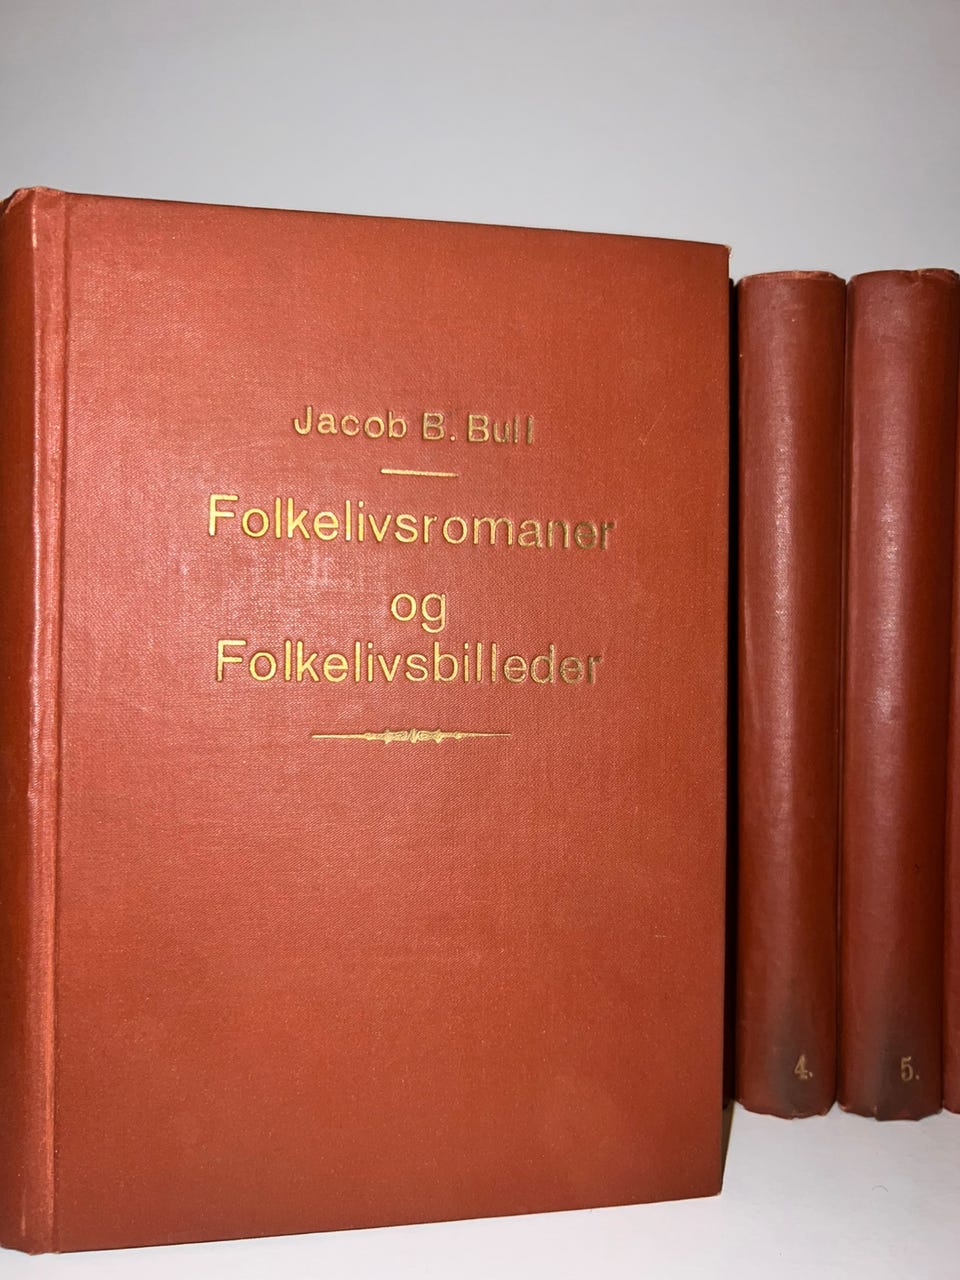 Jacob B. Bull
Folkelivsromaner
og
Folkelivsbilleder
4.
5.